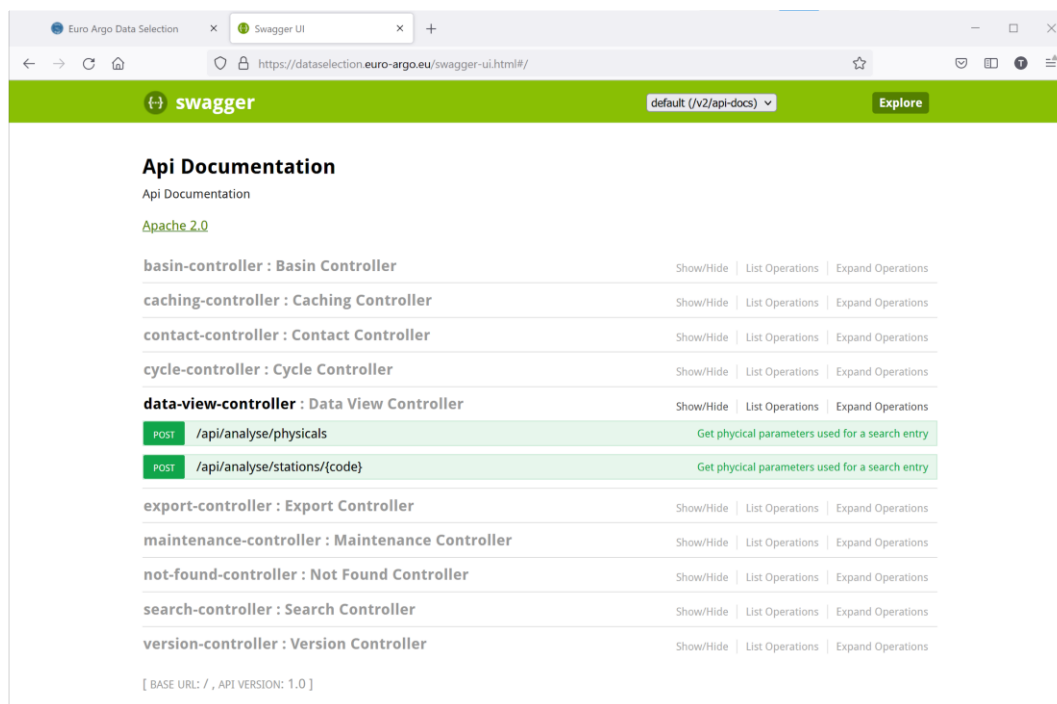 Euro Argo Data Selection × Swagger UI × +
https://dataselection.euro-argo.eu/swagger-ui.html#/
swagger default (/v2/api-docs) Explore
Api Documentation
Api Documentation
Apache 2.0
basin-controller : Basin Controller Show/Hide List Operations Expand Operations
caching-controller : Caching Controller Show/Hide List Operations Expand Operations
contact-controller : Contact Controller Show/Hide List Operations Expand Operations
cycle-controller : Cycle Controller Show/Hide List Operations Expand Operations
data-view-controller : Data View Controller Show/Hide List Operations Expand Operations
POST /api/analyse/physicals Get phycical parameters used for a search entry
POST /api/analyse/stations/{code} Get phycical parameters used for a search entry
export-controller : Export Controller Show/Hide List Operations Expand Operations
maintenance-controller : Maintenance Controller Show/Hide List Operations Expand Operations
not-found-controller : Not Found Controller Show/Hide List Operations Expand Operations
search-controller : Search Controller Show/Hide List Operations Expand Operations
version-controller : Version Controller Show/Hide List Operations Expand Operations
[ BASE URL: / , API VERSION: 1.0 ]